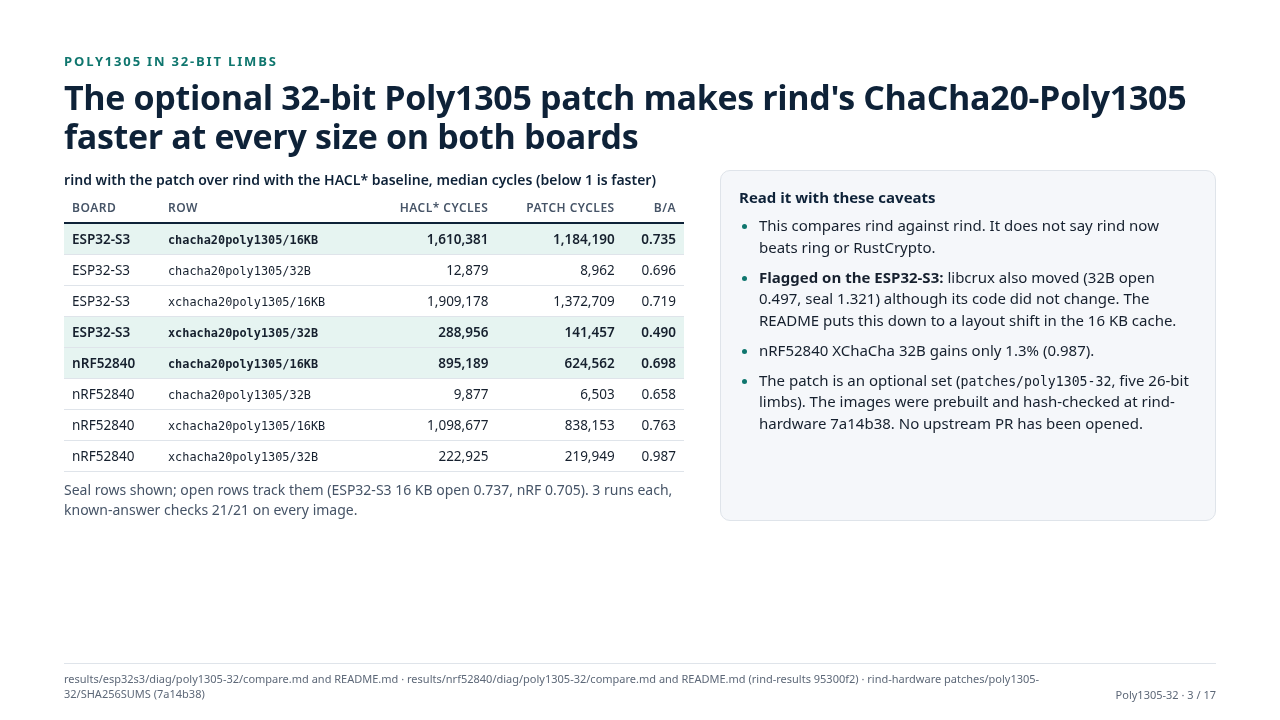 POLY1305 IN 32-BIT LIMBS
The optional 32-bit Poly1305 patch makes rind's ChaCha20-Poly1305
faster at every size on both boards
rind with the patch over rind with the HACL* baseline, median cycles (below 1 is faster)
BOARD ROW HACL* CYCLES PATCH CYCLES B/A
ESP32-S3 chacha20poly1305/16KB 1,610,381 1,184,190 0.735
ESP32-S3 chacha20poly1305/32B 12,879 8,962 0.696
ESP32-S3 xchacha20poly1305/16KB 1,909,178 1,372,709 0.719
ESP32-S3 xchacha20poly1305/32B 288,956 141,457 0.490
nRF52840 chacha20poly1305/16KB 895,189 624,562 0.698
nRF52840 chacha20poly1305/32B 9,877 6,503 0.658
nRF52840 xchacha20poly1305/16KB 1,098,677 838,153 0.763
nRF52840 xchacha20poly1305/32B 222,925 219,949 0.987
Seal rows shown; open rows track them (ESP32-S3 16 KB open 0.737, nRF 0.705). 3 runs each,
known-answer checks 21/21 on every image.
Read it with these caveats
• This compares rind against rind. It does not say rind now
beats ring or RustCrypto.
• Flagged on the ESP32-S3: libcrux also moved (32B open
0.497, seal 1.321) although its code did not change. The
README puts this down to a layout shift in the 16 KB cache.
• nRF52840 XChaCha 32B gains only 1.3% (0.987).
• The patch is an optional set (patches/poly1305-32, five 26-bit
limbs). The images were prebuilt and hash-checked at rind-
hardware 7a14b38. No upstream PR has been opened.
results/esp32s3/diag/poly1305-32/compare.md and README.md · results/nrf52840/diag/poly1305-32/compare.md and README.md (rind-results 95300f2) · rind-hardware patches/poly1305-
32/SHA256SUMS (7a14b38)
Poly1305-32 · 3 / 17